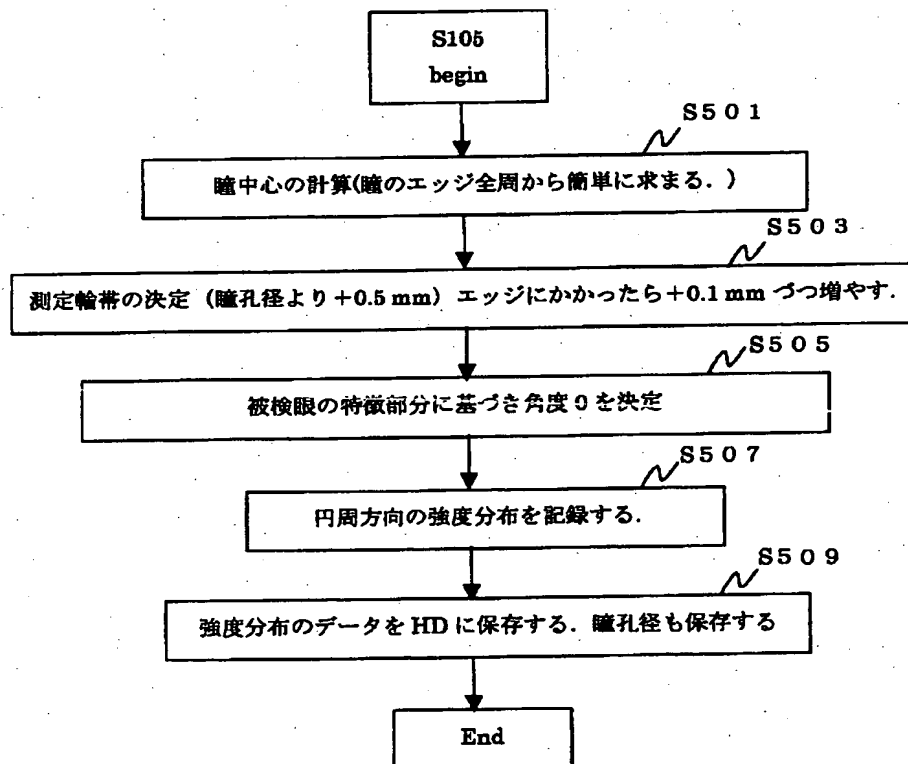 S105
begin
S501
瞳中心の計算(瞳のエッジ全周から簡単に求まる.)
S503
測定輪帯の決定(瞳孔径より+0.5 mm)エッジにかかったら+0.1 mm づつ増やす.
S505
被検眼の特徴部分に基づき角度0を決定
S507
円周方向の強度分布を記録する.
S509
強度分布のデータを HD に保存する.瞳孔径も保存する
End